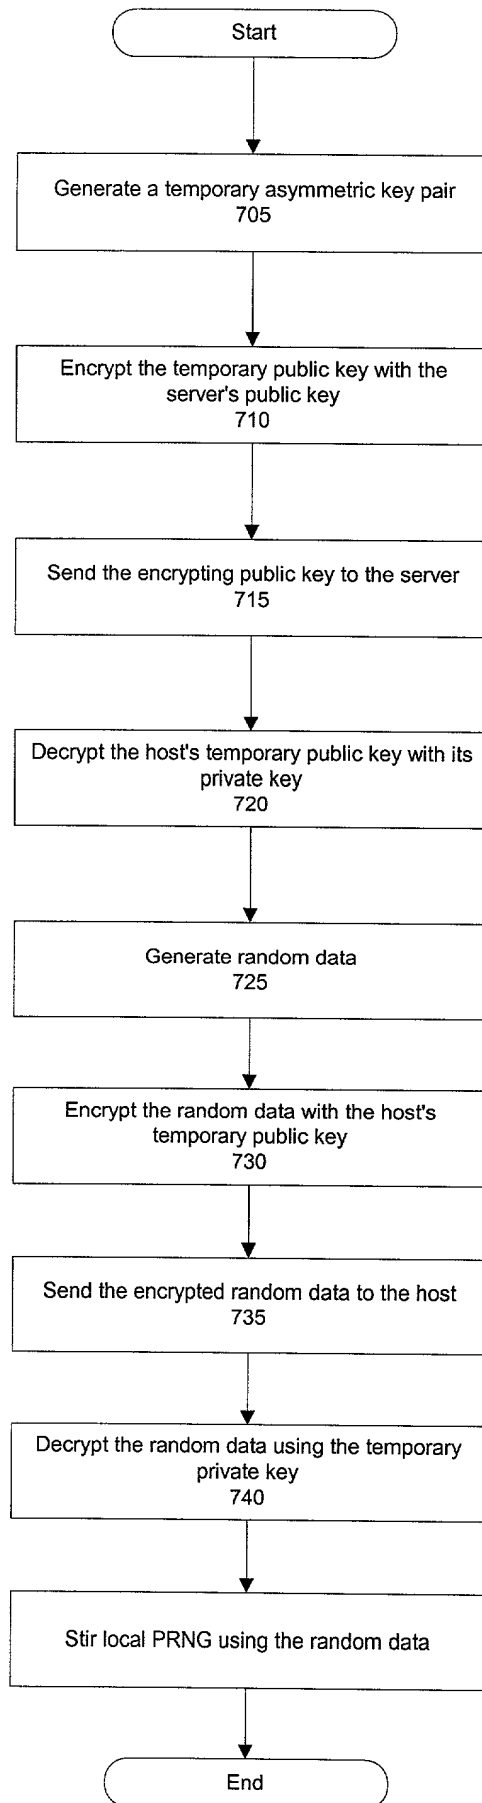 Start
Generate a temporary asymmetric key pair
705
Encrypt the temporary public key with the
server's public key
710
Send the encrypting public key to the server
715
Decrypt the host's temporary public key with its
private key
720
Generate random data
725
Encrypt the random data with the host's
temporary public key
730
Send the encrypted random data to the host
735
Decrypt the random data using the temporary
private key
740
Stir local PRNG using the random data
End